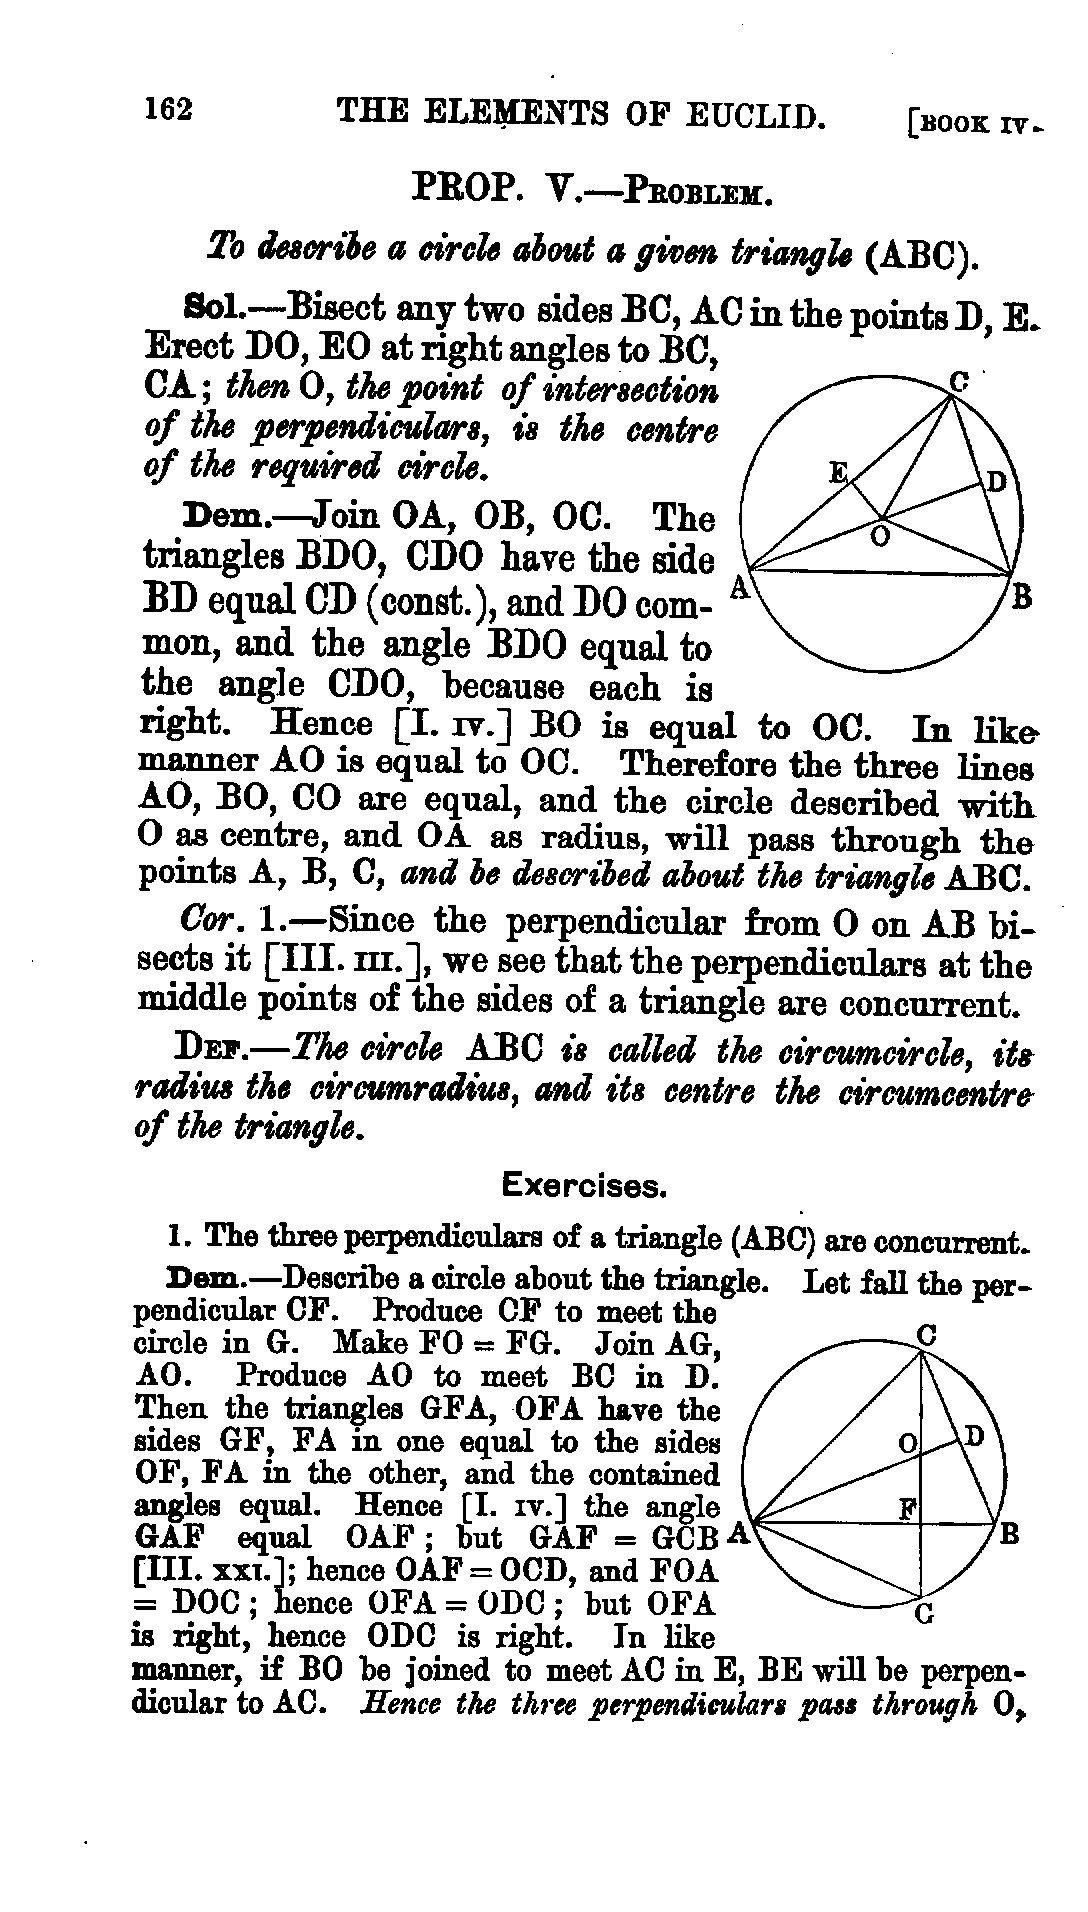 162 THE ELEMENTS OF EUCLID. [BOOK IV.
PROP. V.—PROBLEM.
To describe a circle about a given triangle (ABC).
Sol.—Bisect any two sides BC, AC in the points D, E.
Erect DO, EO at right angles to BC,
CA; then O, the point of intersection
of the perpendiculars, is the centre
of the required circle.
Dem.—Join OA, OB, OC. The
triangles BDO, CDO have the side
BD equal CD (const.), and DO com-
mon, and the angle BDO equal to
the angle CDO, because each is
right. Hence [I. IV.] BO is equal to OC. In like
manner AO is equal to OC. Therefore the three lines
AO, BO, CO are equal, and the circle described with
O as centre, and OA as radius, will pass through the
points A, B, C, and be described about the triangle ABC.
C
E
D
O
A
B
Cor. 1.—Since the perpendicular from O on AB bi-
sects it [III. III.], we see that the perpendiculars at the
middle points of the sides of a triangle are concurrent.
DEF.—The circle ABC is called the circumcircle, its
radius the circumradius, and its centre the circumcentre
of the triangle.
Exercises.
1. The three perpendiculars of a triangle (ABC) are concurrent.
Dem.—Describe a circle about the triangle. Let fall the per-
pendicular CF. Produce CF to meet the
circle in G. Make FO = FG. Join AG,
AO. Produce AO to meet BC in D.
Then the triangles GFA, OFA have the
sides GF, FA in one equal to the sides
OF, FA in the other, and the contained
angles equal. Hence [I. IV.] the angle
GAF equal OAF; but GAF = GCB
[III. XXI.]; hence OAF = OCD, and FOA
= DOC; hence OFA = ODC; but OFA
is right, hence ODC is right. In like
manner, if BO be joined to meet AC in E, BE will be perpen-
dicular to AC. Hence the three perpendiculars pass through O,
C
O
D
F
A
B
G